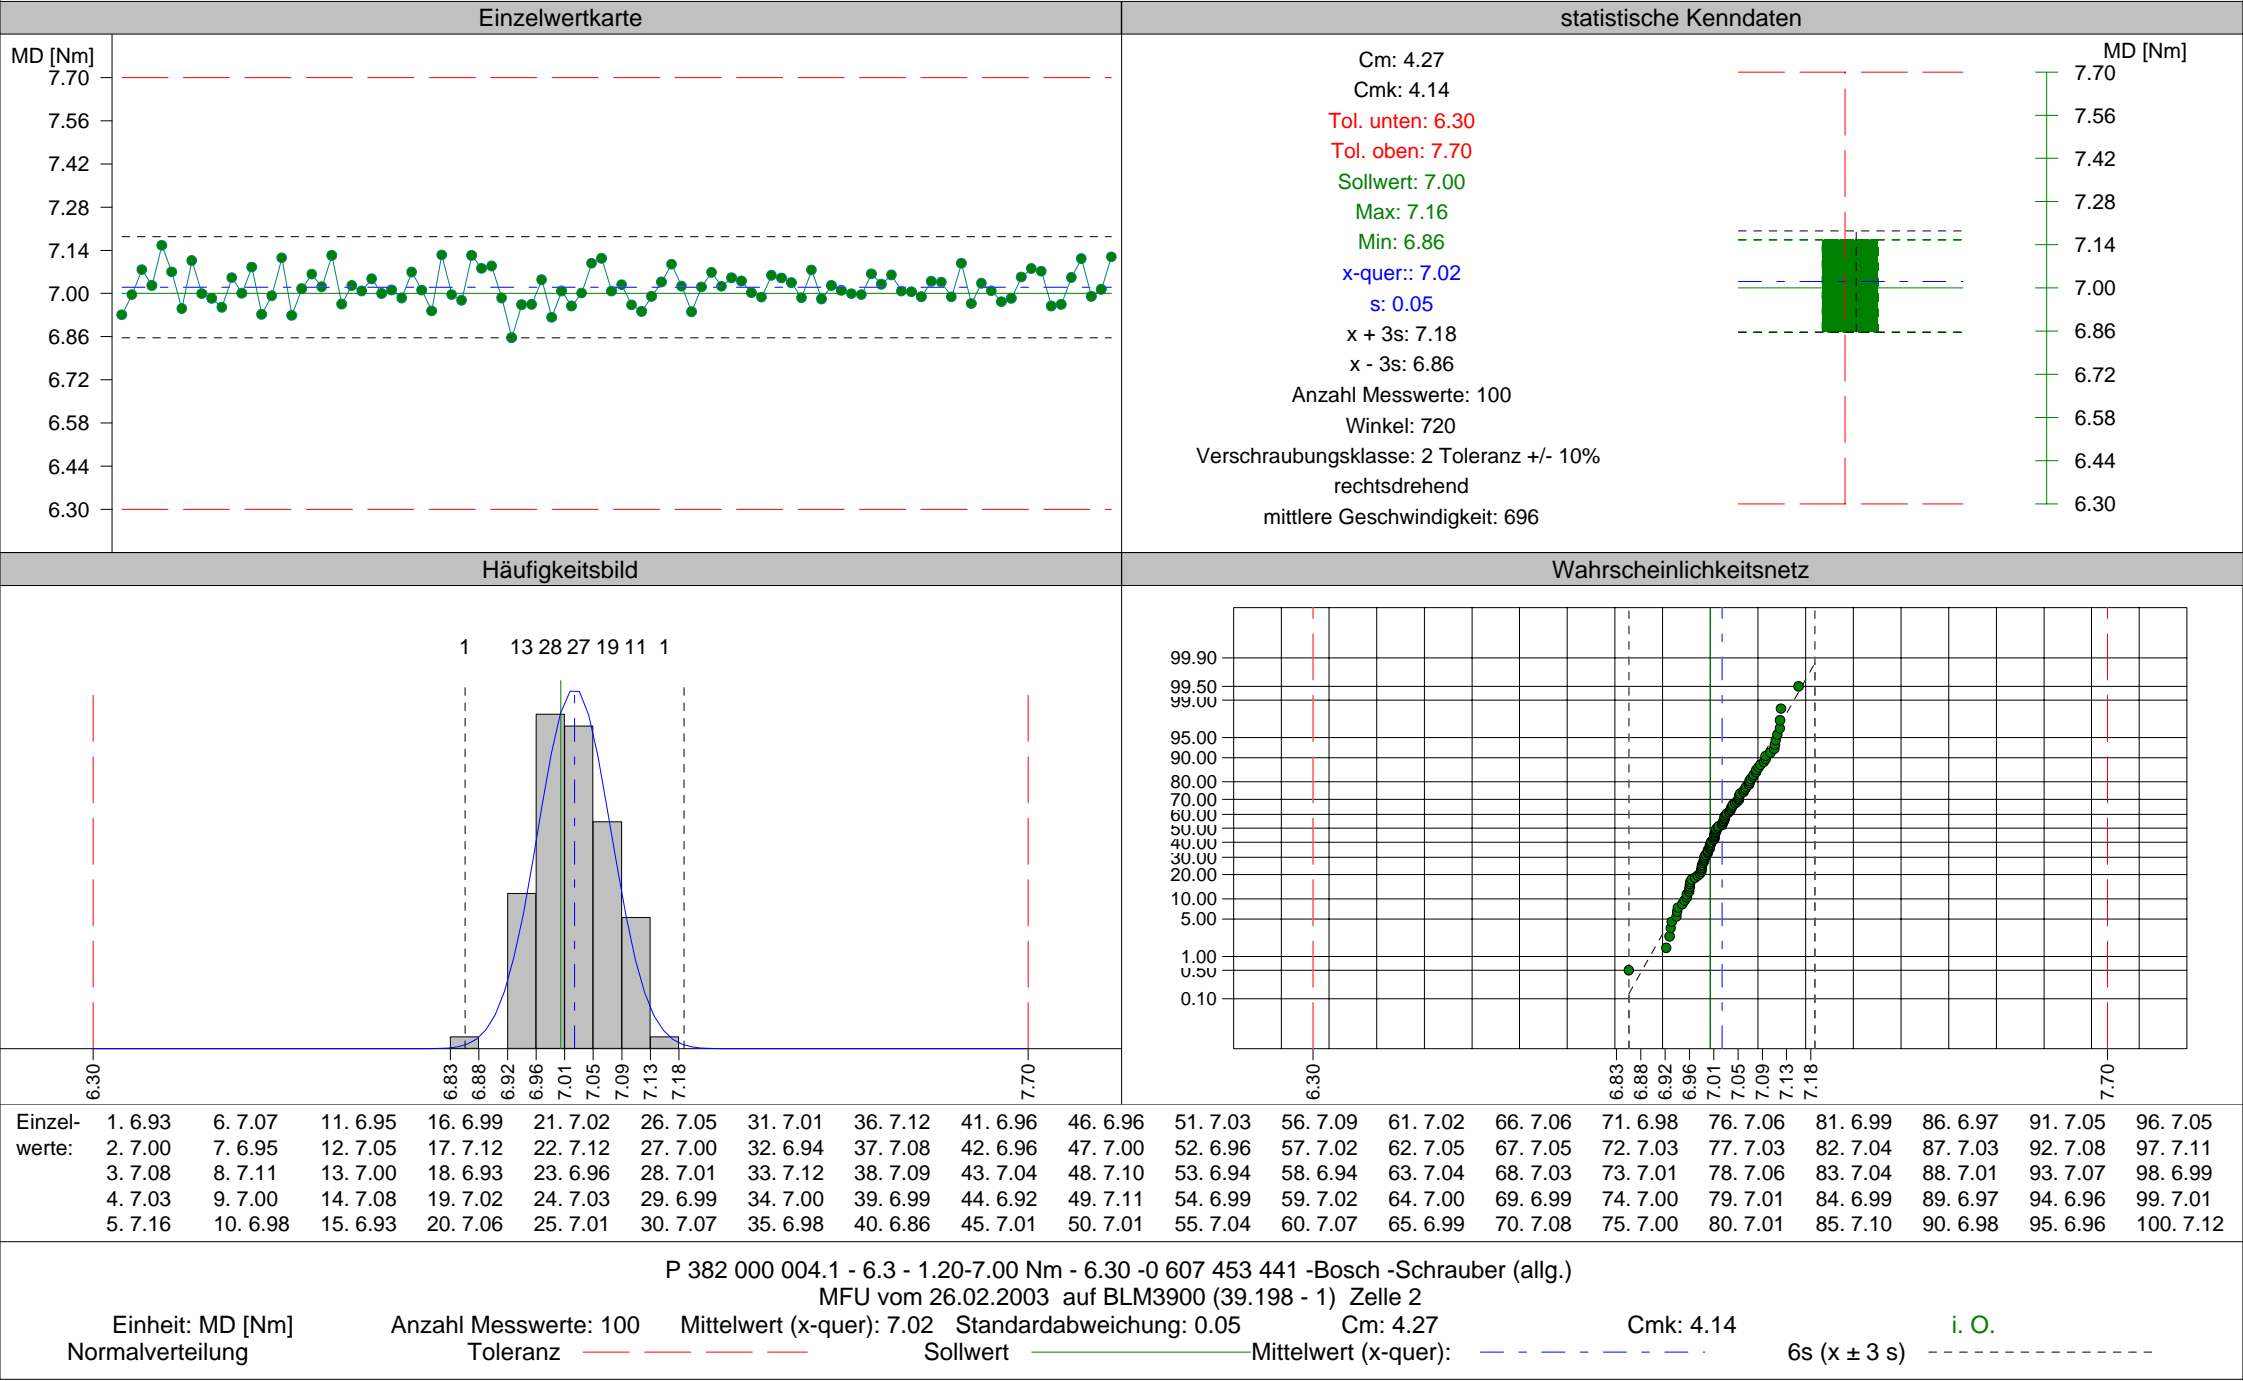 Einzelwertkarte
MD [Nm]
7.70
7.56
7.42
7.28
7.14
7.00
6.86
6.72
6.58
6.44
6.30
statistische Kenndaten
Cm: 4.27
Cmk: 4.14
Tol. unten: 6.30
Tol. oben: 7.70
Sollwert: 7.00
Max: 7.16
Min: 6.86
x-quer:: 7.02
s: 0.05
x + 3s: 7.18
x - 3s: 6.86
Anzahl Messwerte: 100
Winkel: 720
Verschraubungsklasse: 2 Toleranz +/- 10%
rechtsdrehend
mittlere Geschwindigkeit: 696
MD [Nm]
7.70
7.56
7.42
7.28
7.14
7.00
6.86
6.72
6.58
6.44
6.30
Häufigkeitsbild
1 13 28 27 19 11 1
6.30 6.83 6.88 6.92 6.96 7.01 7.05 7.09 7.13 7.18 7.70
Wahrscheinlichkeitsnetz
99.90
99.50
99.00
95.00
90.00
80.00
70.00
60.00
50.00
40.00
30.00
20.00
10.00
5.00
1.00
0.50
0.10
6.30 6.83 6.88 6.92 6.96 7.01 7.05 7.09 7.13 7.18 7.70
Einzel- 1. 6.93 6. 7.07 11. 6.95 16. 6.99 21. 7.02 26. 7.05 31. 7.01 36. 7.12 41. 6.96 46. 6.96 51. 7.03 56. 7.09 61. 7.02 66. 7.06 71. 6.98 76. 7.06 81. 6.99 86. 6.97 91. 7.05 96. 7.05
werte: 2. 7.00 7. 6.95 12. 7.05 17. 7.12 22. 7.12 27. 7.00 32. 6.94 37. 7.08 42. 6.96 47. 7.00 52. 6.96 57. 7.02 62. 7.05 67. 7.05 72. 7.03 77. 7.03 82. 7.04 87. 7.03 92. 7.08 97. 7.11
3. 7.08 8. 7.11 13. 7.00 18. 6.93 23. 6.96 28. 7.01 33. 7.12 38. 7.09 43. 7.04 48. 7.10 53. 6.94 58. 6.94 63. 7.04 68. 7.03 73. 7.01 78. 7.06 83. 7.04 88. 7.01 93. 7.07 98. 6.99
4. 7.03 9. 7.00 14. 7.08 19. 7.02 24. 7.03 29. 6.99 34. 7.00 39. 6.99 44. 6.92 49. 7.11 54. 6.99 59. 7.02 64. 7.00 69. 6.99 74. 7.00 79. 7.01 84. 6.99 89. 6.97 94. 6.96 99. 7.01
5. 7.16 10. 6.98 15. 6.93 20. 7.06 25. 7.01 30. 7.07 35. 6.98 40. 6.86 45. 7.01 50. 7.01 55. 7.04 60. 7.07 65. 6.99 70. 7.08 75. 7.00 80. 7.01 85. 7.10 90. 6.98 95. 6.96 100. 7.12
P 382 000 004.1 - 6.3 - 1.20-7.00 Nm - 6.30 -0 607 453 441 -Bosch -Schrauber (allg.)
MFU vom 26.02.2003 auf BLM3900 (39.198 - 1) Zelle 2
Einheit: MD [Nm] Anzahl Messwerte: 100 Mittelwert (x-quer): 7.02 Standardabweichung: 0.05 Cm: 4.27 Cmk: 4.14 i. O.
Normalverteilung Toleranz Sollwert Mittelwert (x-quer): 6s (x ± 3 s)